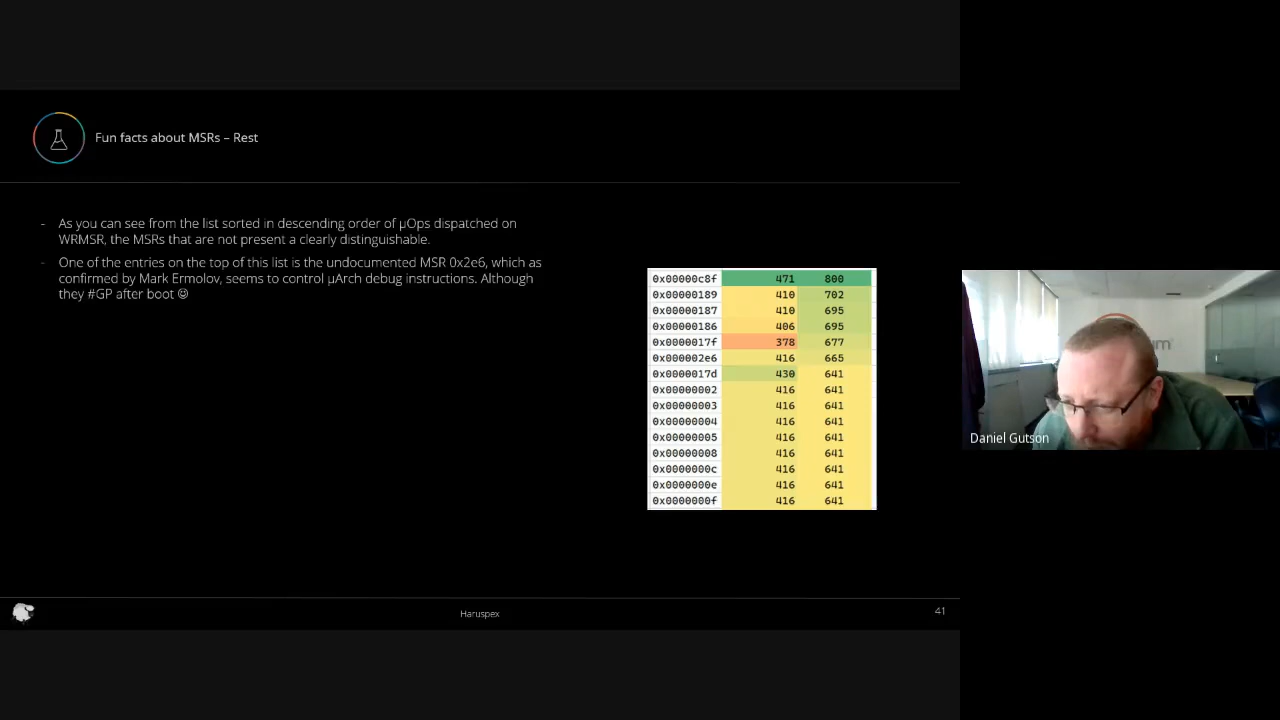 Fun facts about MSRs – Rest
- As you can see from the list sorted in descending order of µOps dispatched on
WRMSR, the MSRs that are not present a clearly distinguishable.
- One of the entries on the top of this list is the undocumented MSR 0x2e6, which as
confirmed by Mark Ermolov, seems to control µArch debug instructions. Although
they #GP after boot ☺
0x00000c8f 471 800
0x00000189 410 702
0x00000187 410 695
0x00000186 406 695
0x0000017f 378 677
0x000002e6 416 665
0x0000017d 430 641
0x00000002 416 641
0x00000003 416 641
0x00000004 416 641
0x00000005 416 641
0x00000008 416 641
0x0000000c 416 641
0x0000000e 416 641
0x0000000f 416 641
Daniel Gutson
Haruspex
41